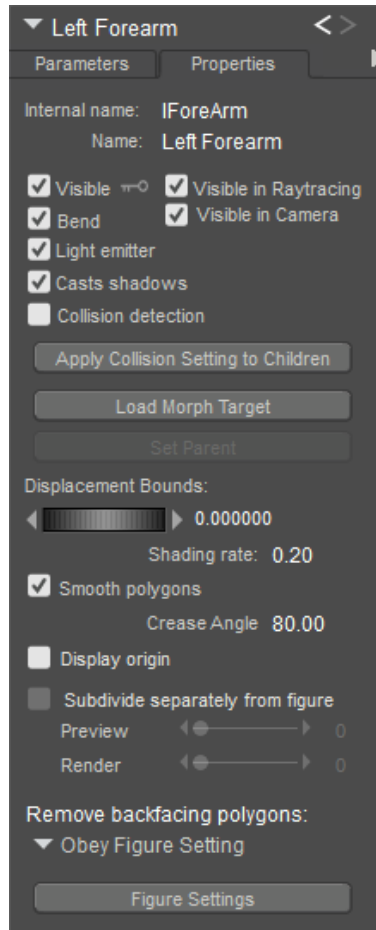 Left Forearm < >
Parameters Properties
Internal name: lForeArm
Name: Left Forearm
Visible Visible in Raytracing
Bend Visible in Camera
Light emitter
Casts shadows
Collision detection
Apply Collision Setting to Children
Load Morph Target
Set Parent
Displacement Bounds:
0.000000
Shading rate: 0.20
Smooth polygons
Crease Angle 80.00
Display origin
Subdivide separately from figure
Preview 0
Render 0
Remove backfacing polygons:
Obey Figure Setting
Figure Settings